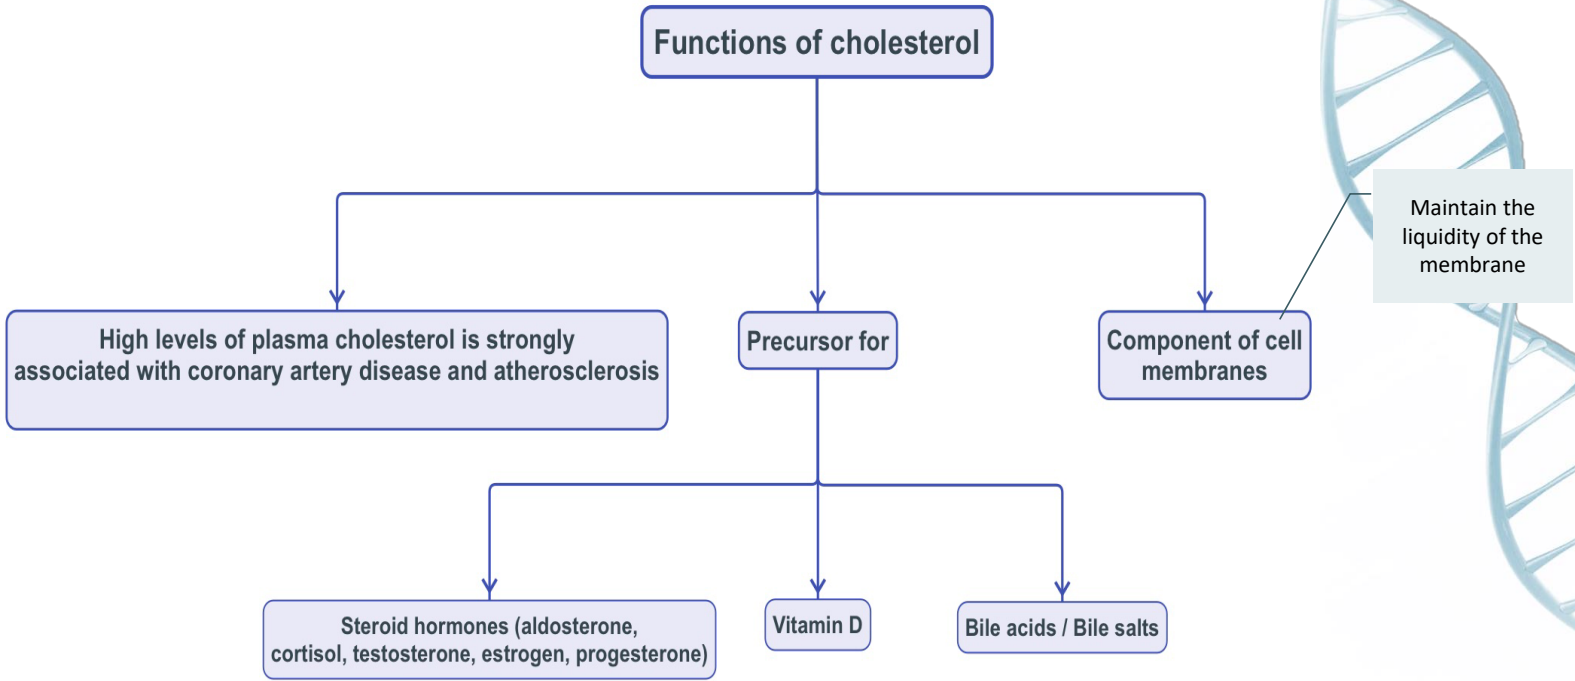 Functions of cholesterol
Maintain the
liquidity of the
membrane
High levels of plasma cholesterol is strongly
associated with coronary artery disease and atherosclerosis
Precursor for
Component of cell
membranes
Steroid hormones (aldosterone,
cortisol, testosterone, estrogen, progesterone)
Vitamin D
Bile acids / Bile salts